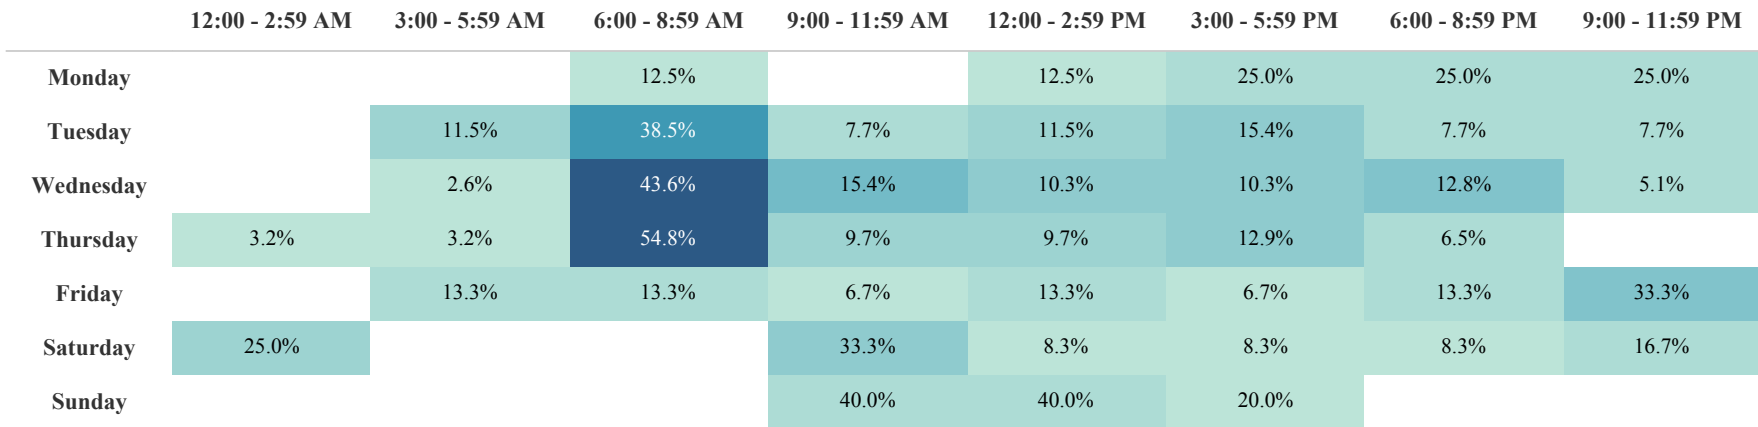 12:00 - 2:59 AM 3:00 - 5:59 AM 6:00 - 8:59 AM 9:00 - 11:59 AM 12:00 - 2:59 PM 3:00 - 5:59 PM 6:00 - 8:59 PM 9:00 - 11:59 PM
Monday 12.5% 12.5% 25.0% 25.0% 25.0%
Tuesday 11.5% 38.5% 7.7% 11.5% 15.4% 7.7% 7.7%
Wednesday 2.6% 43.6% 15.4% 10.3% 10.3% 12.8% 5.1%
Thursday 3.2% 3.2% 54.8% 9.7% 9.7% 12.9% 6.5%
Friday 13.3% 13.3% 6.7% 13.3% 6.7% 13.3% 33.3%
Saturday 25.0% 33.3% 8.3% 8.3% 8.3% 16.7%
Sunday 40.0% 40.0% 20.0%